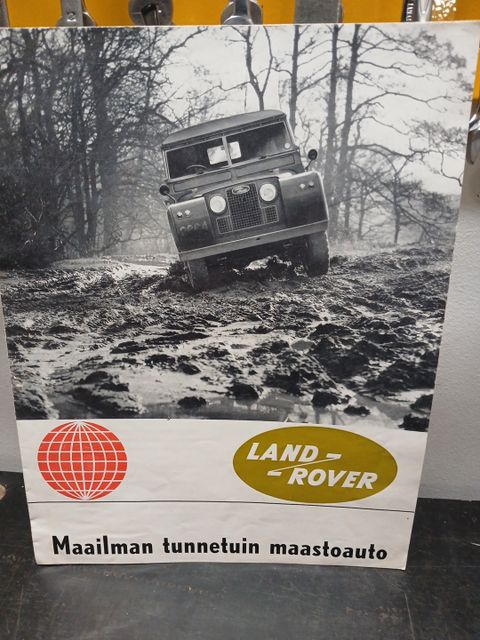 LAND -
- ROVER
Maailman tunnetuin maastoauto